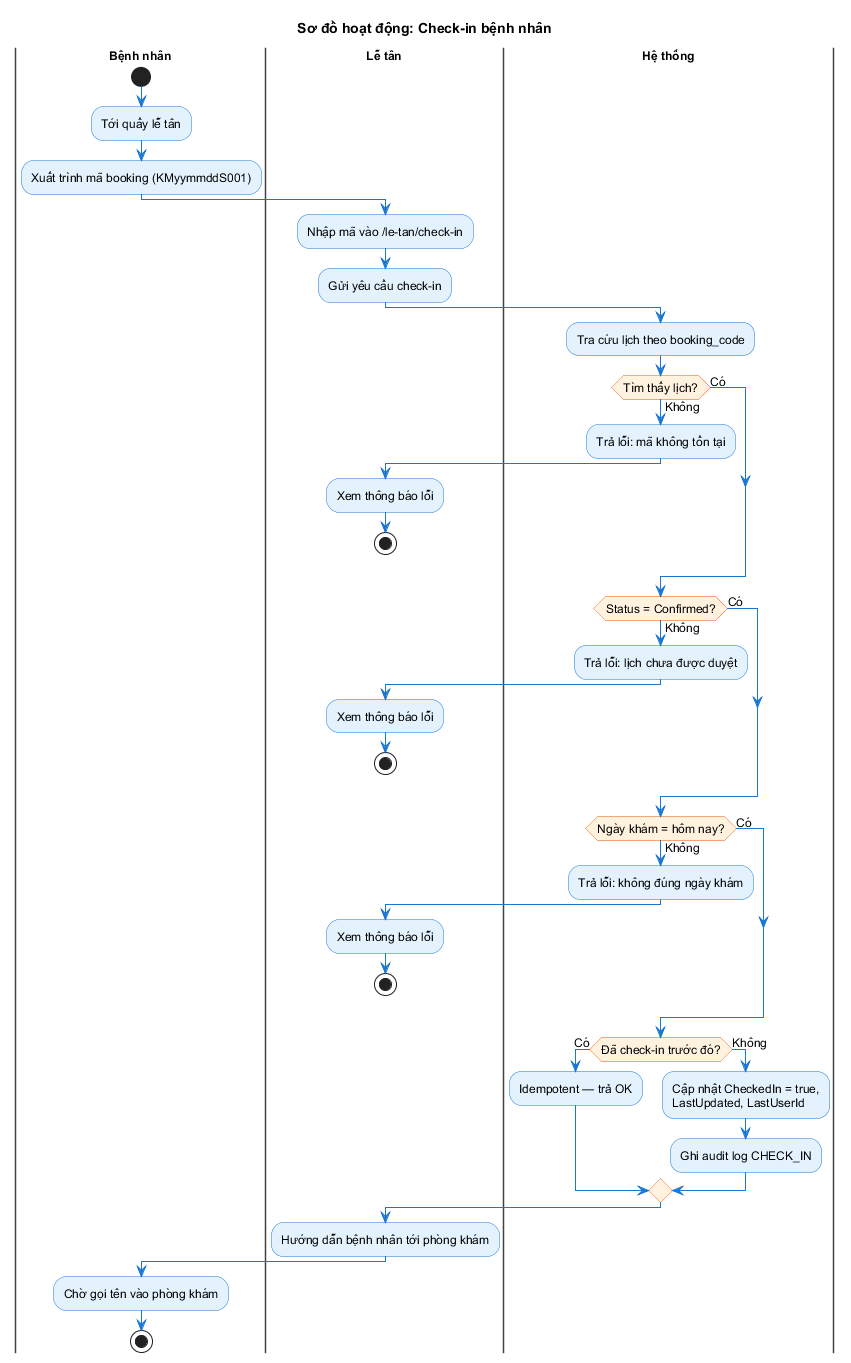 Sơ đồ hoạt động: Check-in bệnh nhân
Bệnh nhân
Lễ tân
Hệ thống
Tới quầy lễ tân
Xuất trình mã booking (KMyymmddS001)
Nhập mã vào /le-tan/check-in
Gửi yêu cầu check-in
Tra cứu lịch theo booking_code
Tìm thấy lịch?
Có
Không
Trả lỗi: mã không tồn tại
Xem thông báo lỗi
Status = Confirmed?
Có
Không
Trả lỗi: lịch chưa được duyệt
Xem thông báo lỗi
Ngày khám = hôm nay?
Có
Không
Trả lỗi: không đúng ngày khám
Xem thông báo lỗi
Có
Đã check-in trước đó?
Không
Idempotent — trả OK
Cập nhật CheckedIn = true,
LastUpdated, LastUserId
Ghi audit log CHECK_IN
Hướng dẫn bệnh nhân tới phòng khám
Chờ gọi tên vào phòng khám